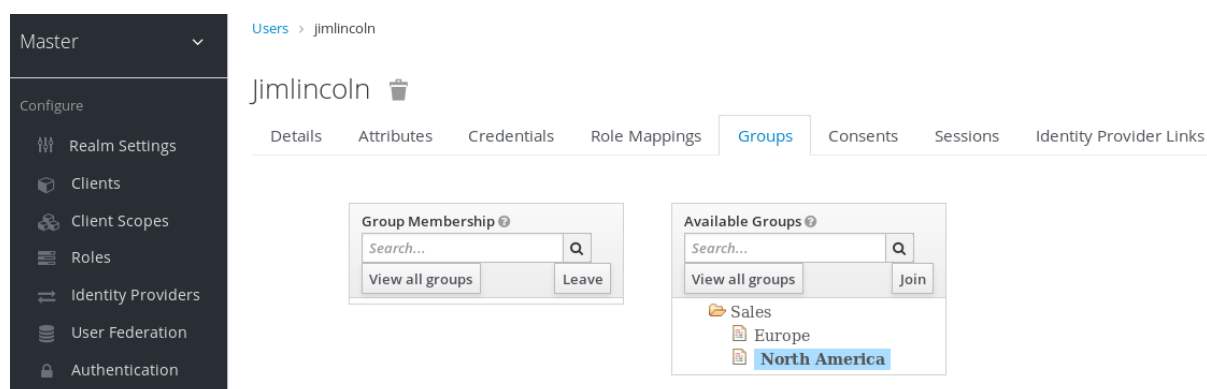 Master
Configure
Realm Settings
Clients
Client Scopes
Roles
Identity Providers
User Federation
Authentication
Users > jimlincoln
Jimlincoln
Details Attributes Credentials Role Mappings Groups Consents Sessions Identity Provider Links
Group Membership
Search...
View all groups Leave
Available Groups
Search...
View all groups Join
Sales
Europe
North America